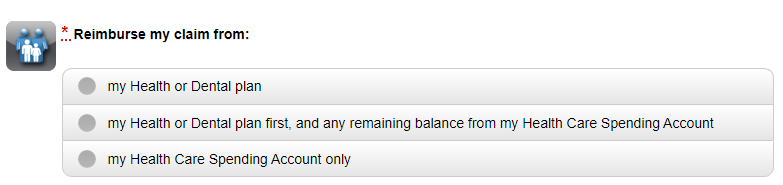 * Reimburse my claim from:
my Health or Dental plan
my Health or Dental plan first, and any remaining balance from my Health Care Spending Account
my Health Care Spending Account only